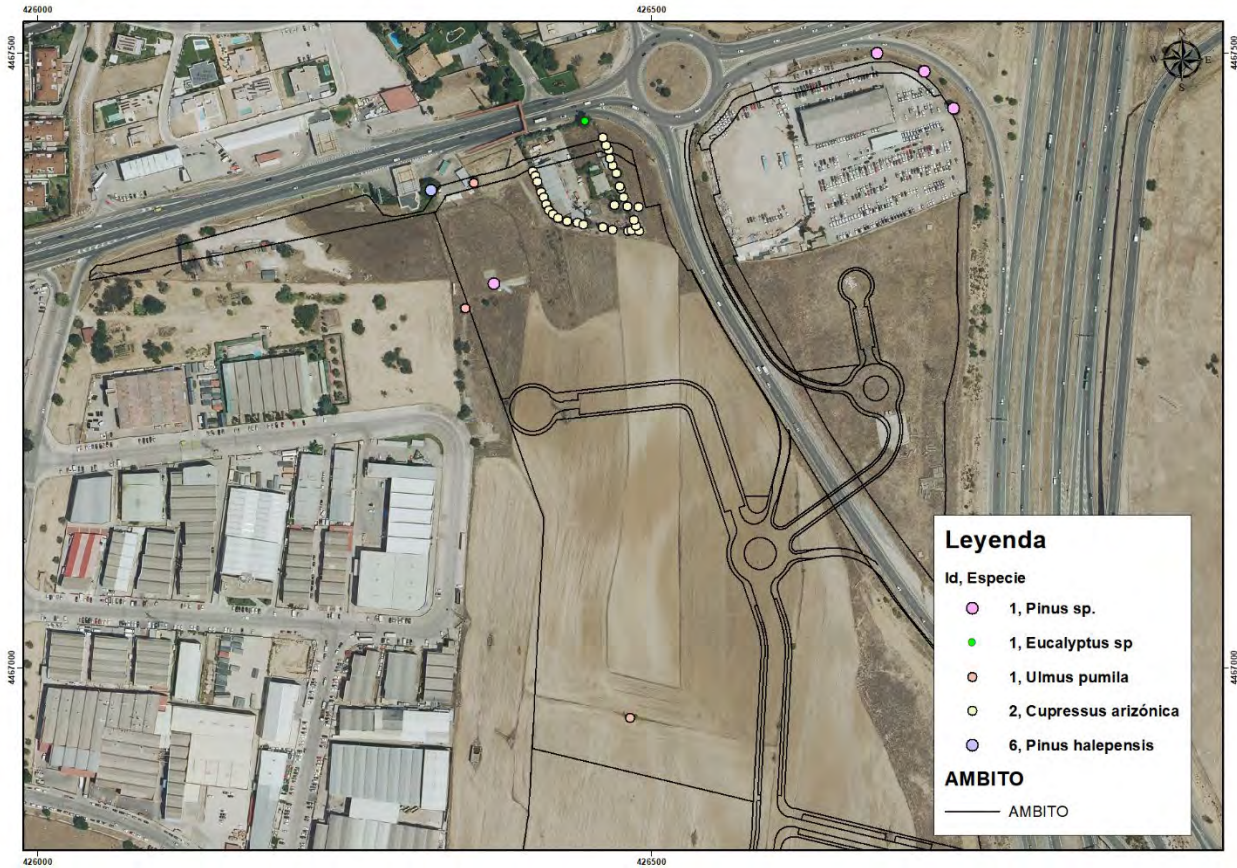 426000
426500
4467500
4467500
N
W E
S
4467000
4467000
Leyenda
Id, Especie
1, Pinus sp.
1, Eucalyptus sp
1, Ulmus pumila
2, Cupressus arizónica
6, Pinus halepensis
AMBITO
AMBITO
426000
426500